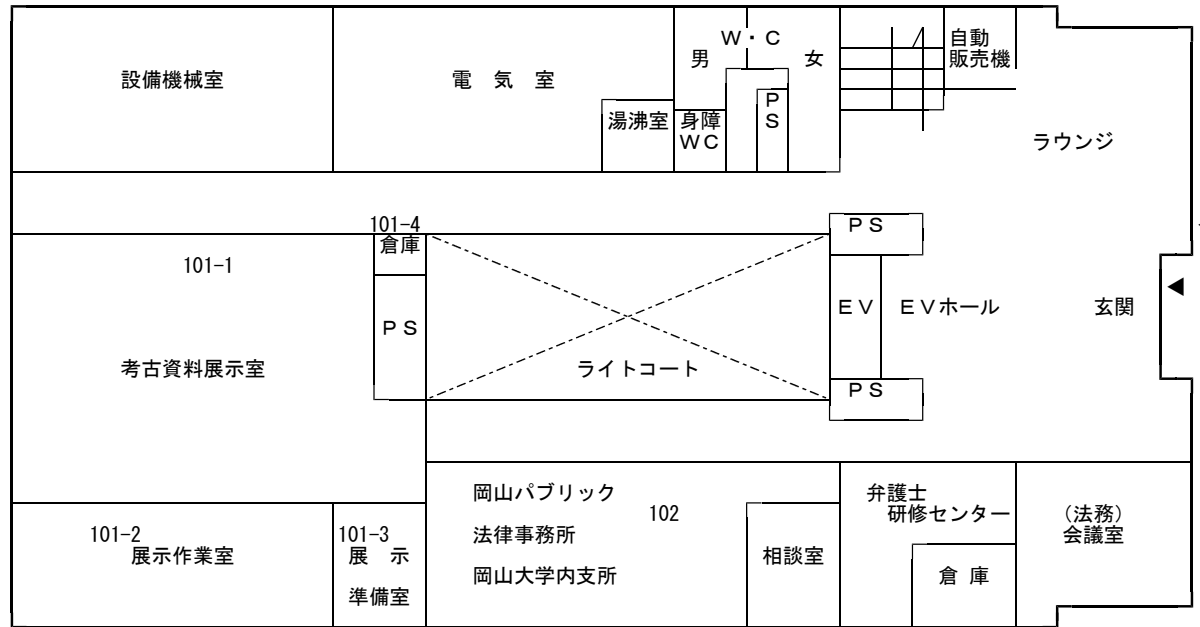 W・C
男
女
自動
販売機
設備機械室
電 気 室
湯沸室
身障
WC
P
S
ラウンジ
101-4
倉庫
PS
101-1
PS
EV
EVホール
玄関
考古資料展示室
ライトコート
PS
岡山パブリック
法律事務所
岡山大学内支所
102
相談室
弁護士
研修センター
倉 庫
(法務)
会議室
101-2
展示作業室
101-3
展 示
準備室